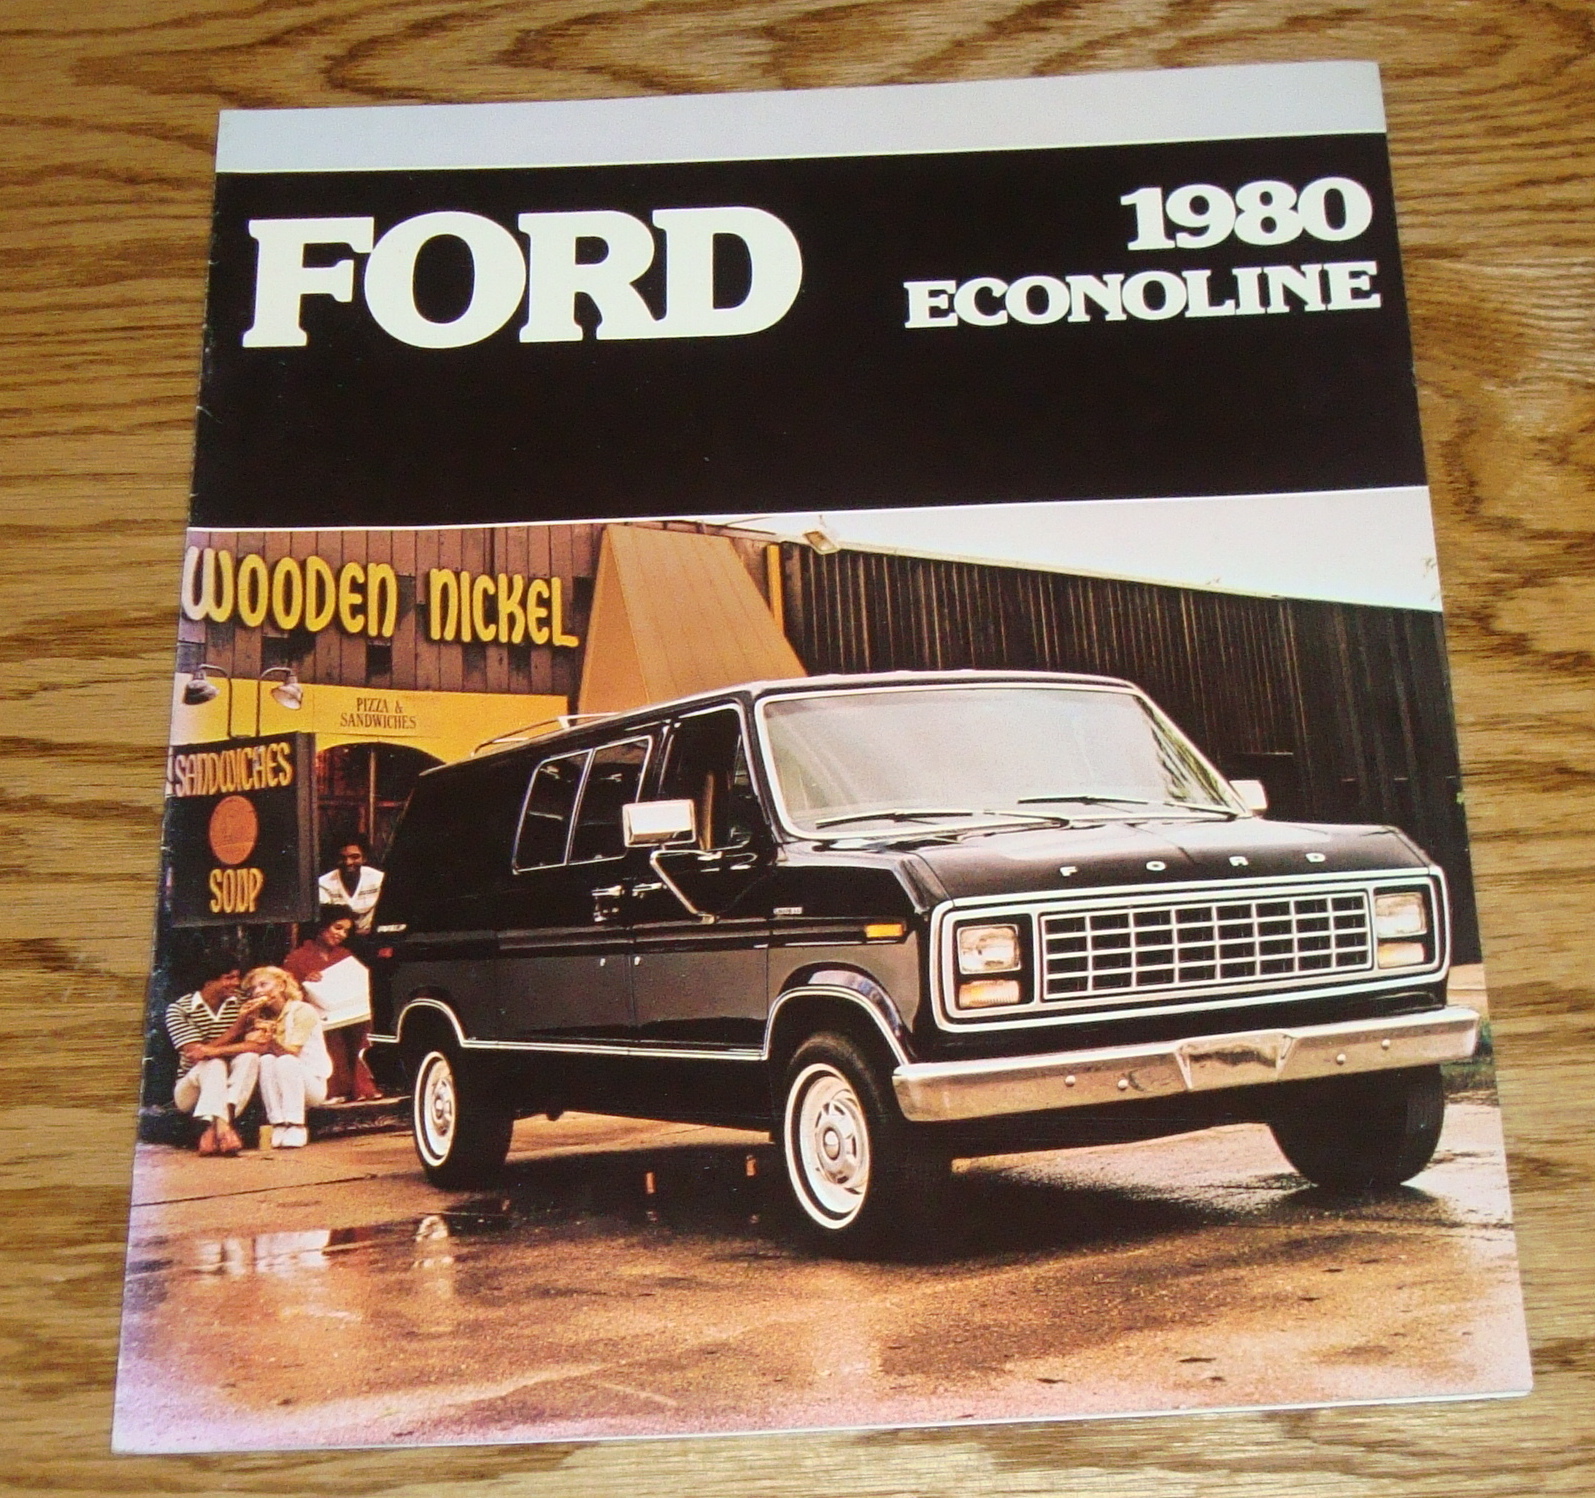 FORD
1980
ECONOLINE
WOODEN NICKEL
PIZZA &
SANDWICHES
SANDWICHES
SOUP
FORD